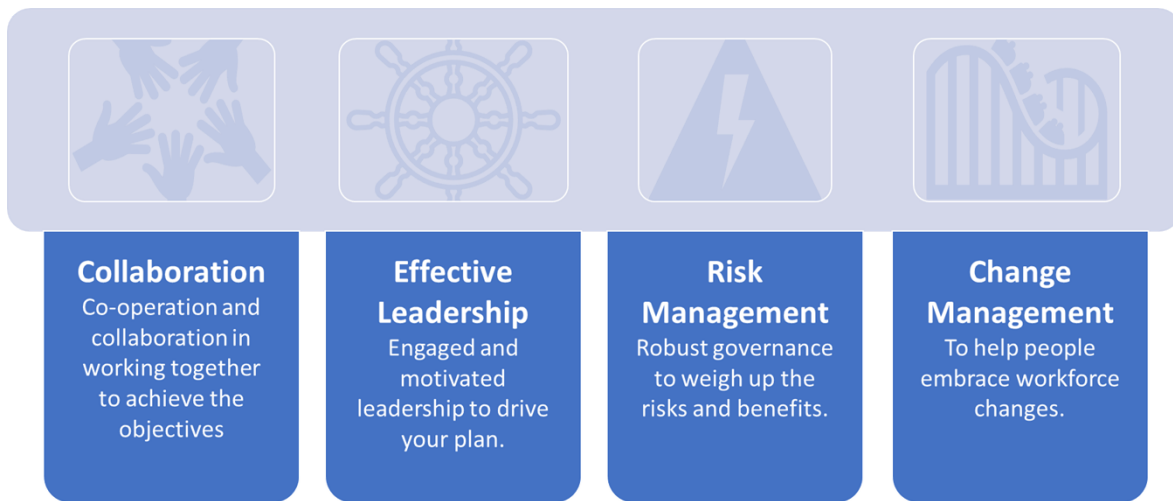 Collaboration
Co-operation and
collaboration in
working together
to achieve the
objectives
Effective
Leadership
Engaged and
motivated
leadership to drive
your plan.
Risk
Management
Robust governance
to weigh up the
risks and benefits.
Change
Management
To help people
embrace workforce
changes.